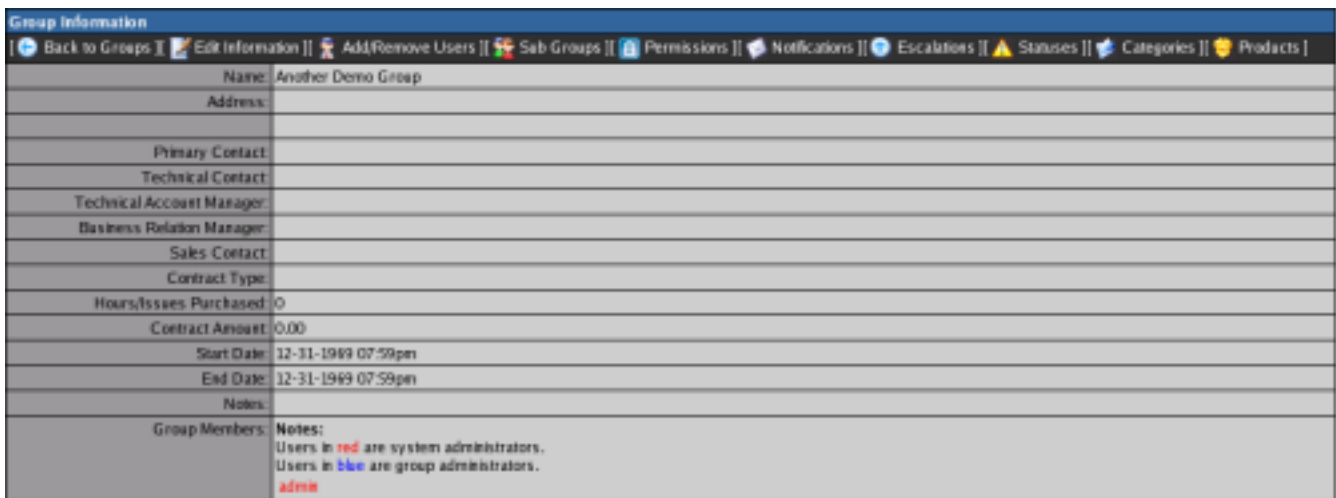 Group Information
[ Back to Groups ][ Edit Information ][ Add/Remove Users ][ Sub Groups ][ Permissions ][ Notifications ][ Escalations ][ Statuses ][ Categories ][ Products ]
Name: Another Demo Group
Address:
Primary Contact:
Technical Contact:
Technical Account Manager:
Business Relation Manager:
Sales Contact:
Contract Type:
Hours/Issues Purchased: 0
Contract Amount: 0.00
Start Date: 12-31-1969 07:59pm
End Date: 12-31-1969 07:59pm
Notes:
Group Members: Notes:
Users in red are system administrators.
Users in blue are group administrators.
admin